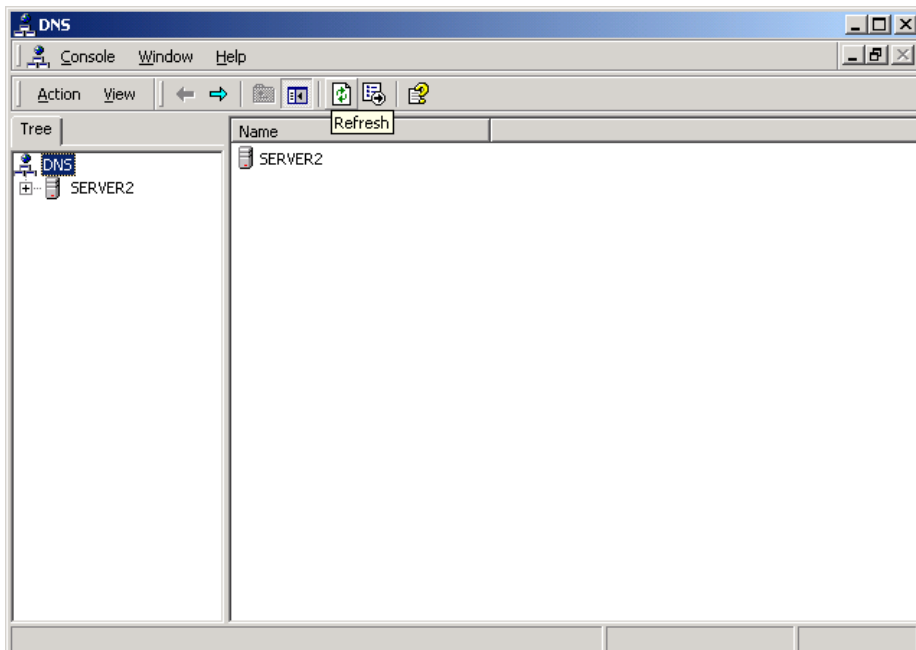 DNS
Console Window Help
Action View
Refresh
Tree
Name
DNS
SERVER2
SERVER2